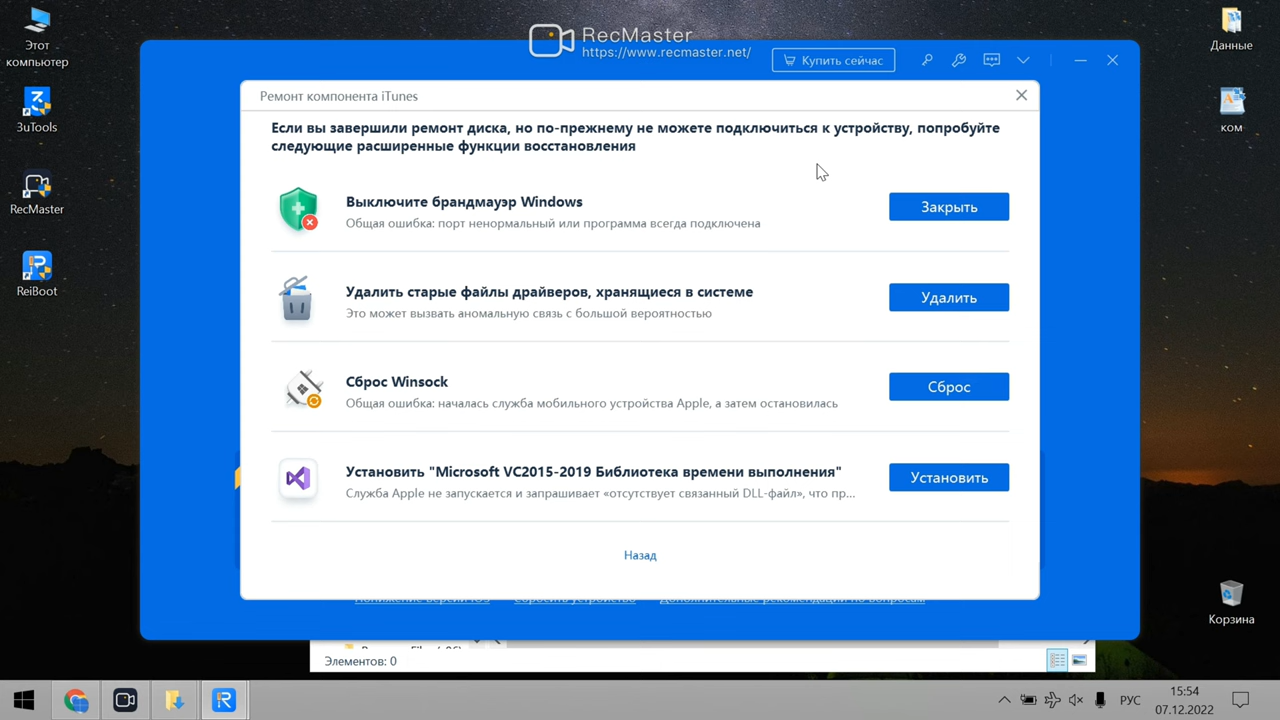 RecMaster
https://www.recmaster.net/
Купить сейчас
Этот
компьютер
3uTools
RecMaster
ReiBoot
Данные
ком
Корзина
Ремонт компонента iTunes
Если вы завершили ремонт диска, но по-прежнему не можете подключиться к устройству, попробуйте
следующие расширенные функции восстановления
Выключите брандмауэр Windows
Общая ошибка: порт ненормальный или программа всегда подключена
Закрыть
Удалить старые файлы драйверов, хранящиеся в системе
Это может вызвать аномальную связь с большой вероятностью
Удалить
Сброс Winsock
Общая ошибка: началась служба мобильного устройства Apple, а затем остановилась
Сброс
Установить "Microsoft VC2015-2019 Библиотека времени выполнения"
Служба Apple не запускается и запрашивает «отсутствует связанный DLL-файл», что пр...
Установить
Назад
Элементов: 0
РУС
15:54
07.12.2022